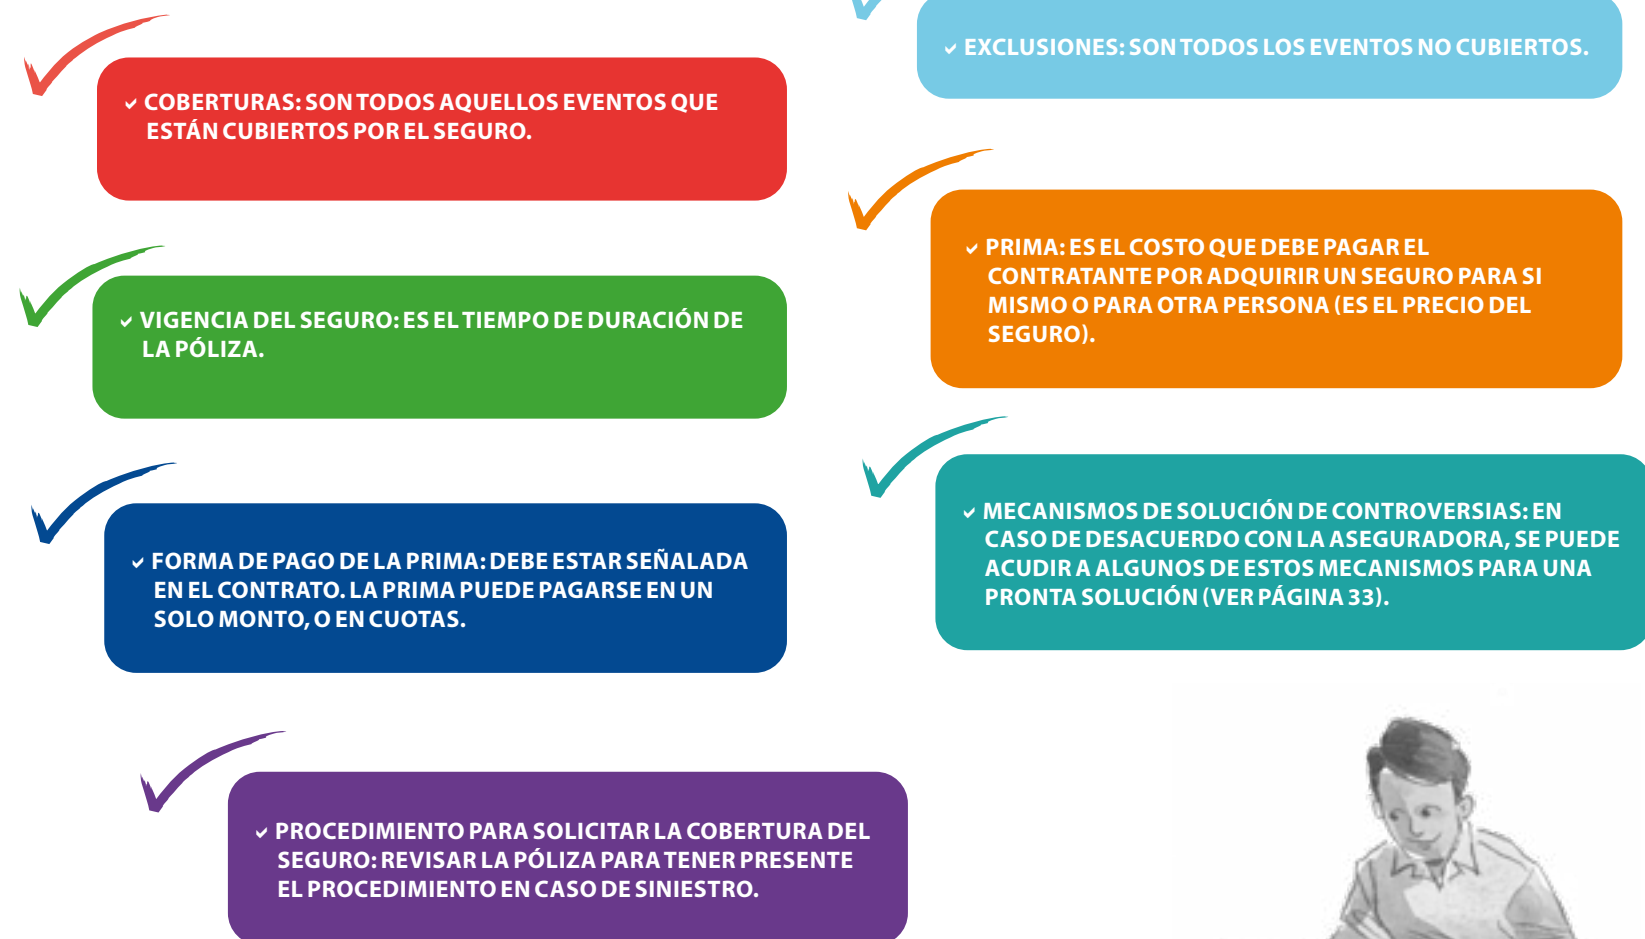 COBERTURAS: SON TODOS AQUELLOS EVENTOS QUE
ESTÁN CUBIERTOS POR EL SEGURO.
VIGENCIA DEL SEGURO: ES EL TIEMPO DE DURACIÓN DE
LA PÓLIZA.
FORMA DE PAGO DE LA PRIMA: DEBE ESTAR SEÑALADA
EN EL CONTRATO. LA PRIMA PUEDE PAGARSE EN UN
SOLO MONTO, O EN CUOTAS.
PROCEDIMIENTO PARA SOLICITAR LA COBERTURA DEL
SEGURO: REVISAR LA PÓLIZA PARA TENER PRESENTE
EL PROCEDIMIENTO EN CASO DE SINIESTRO.
EXCLUSIONES: SON TODOS LOS EVENTOS NO CUBIERTOS.
PRIMA: ES EL COSTO QUE DEBE PAGAR EL
CONTRATANTE POR ADQUIRIR UN SEGURO PARA SI
MISMO O PARA OTRA PERSONA (ES EL PRECIO DEL
SEGURO).
MECANISMOS DE SOLUCIÓN DE CONTROVERSIAS: EN
CASO DE DESACUERDO CON LA ASEGURADORA, SE PUEDE
ACUDIR A ALGUNOS DE ESTOS MECANISMOS PARA UNA
PRONTA SOLUCIÓN (VER PÁGINA 33).